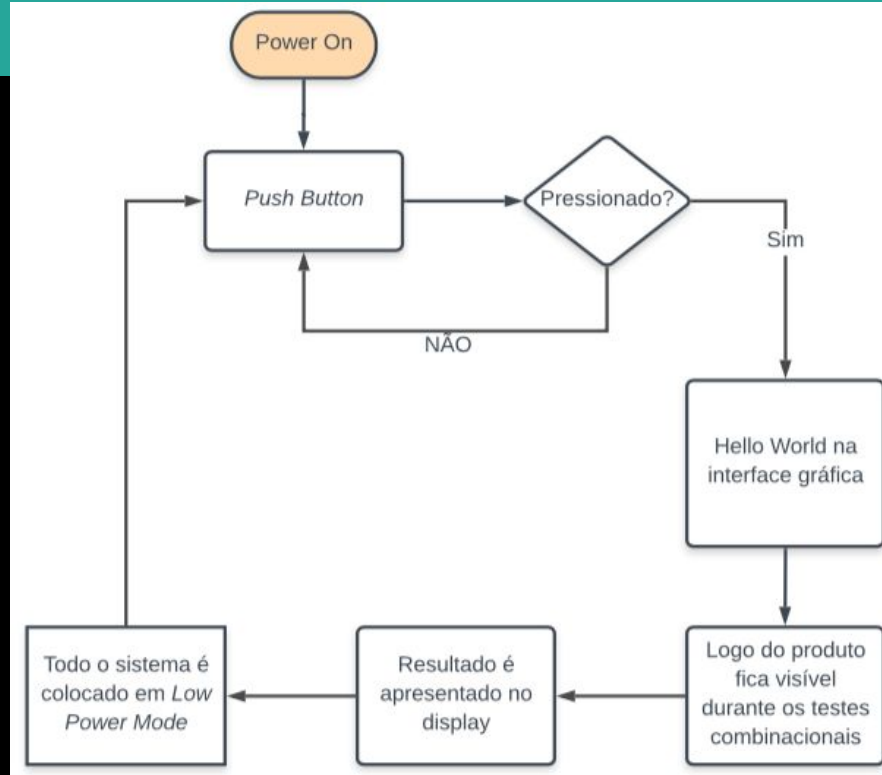 Power On
Push Button
Pressionado?
Sim
NÃO
Hello World na
interface gráfica
Logo do produto
fica visível
durante os testes
combinacionais
Resultado é
apresentado no
display
Todo o sistema é
colocado em Low
Power Mode